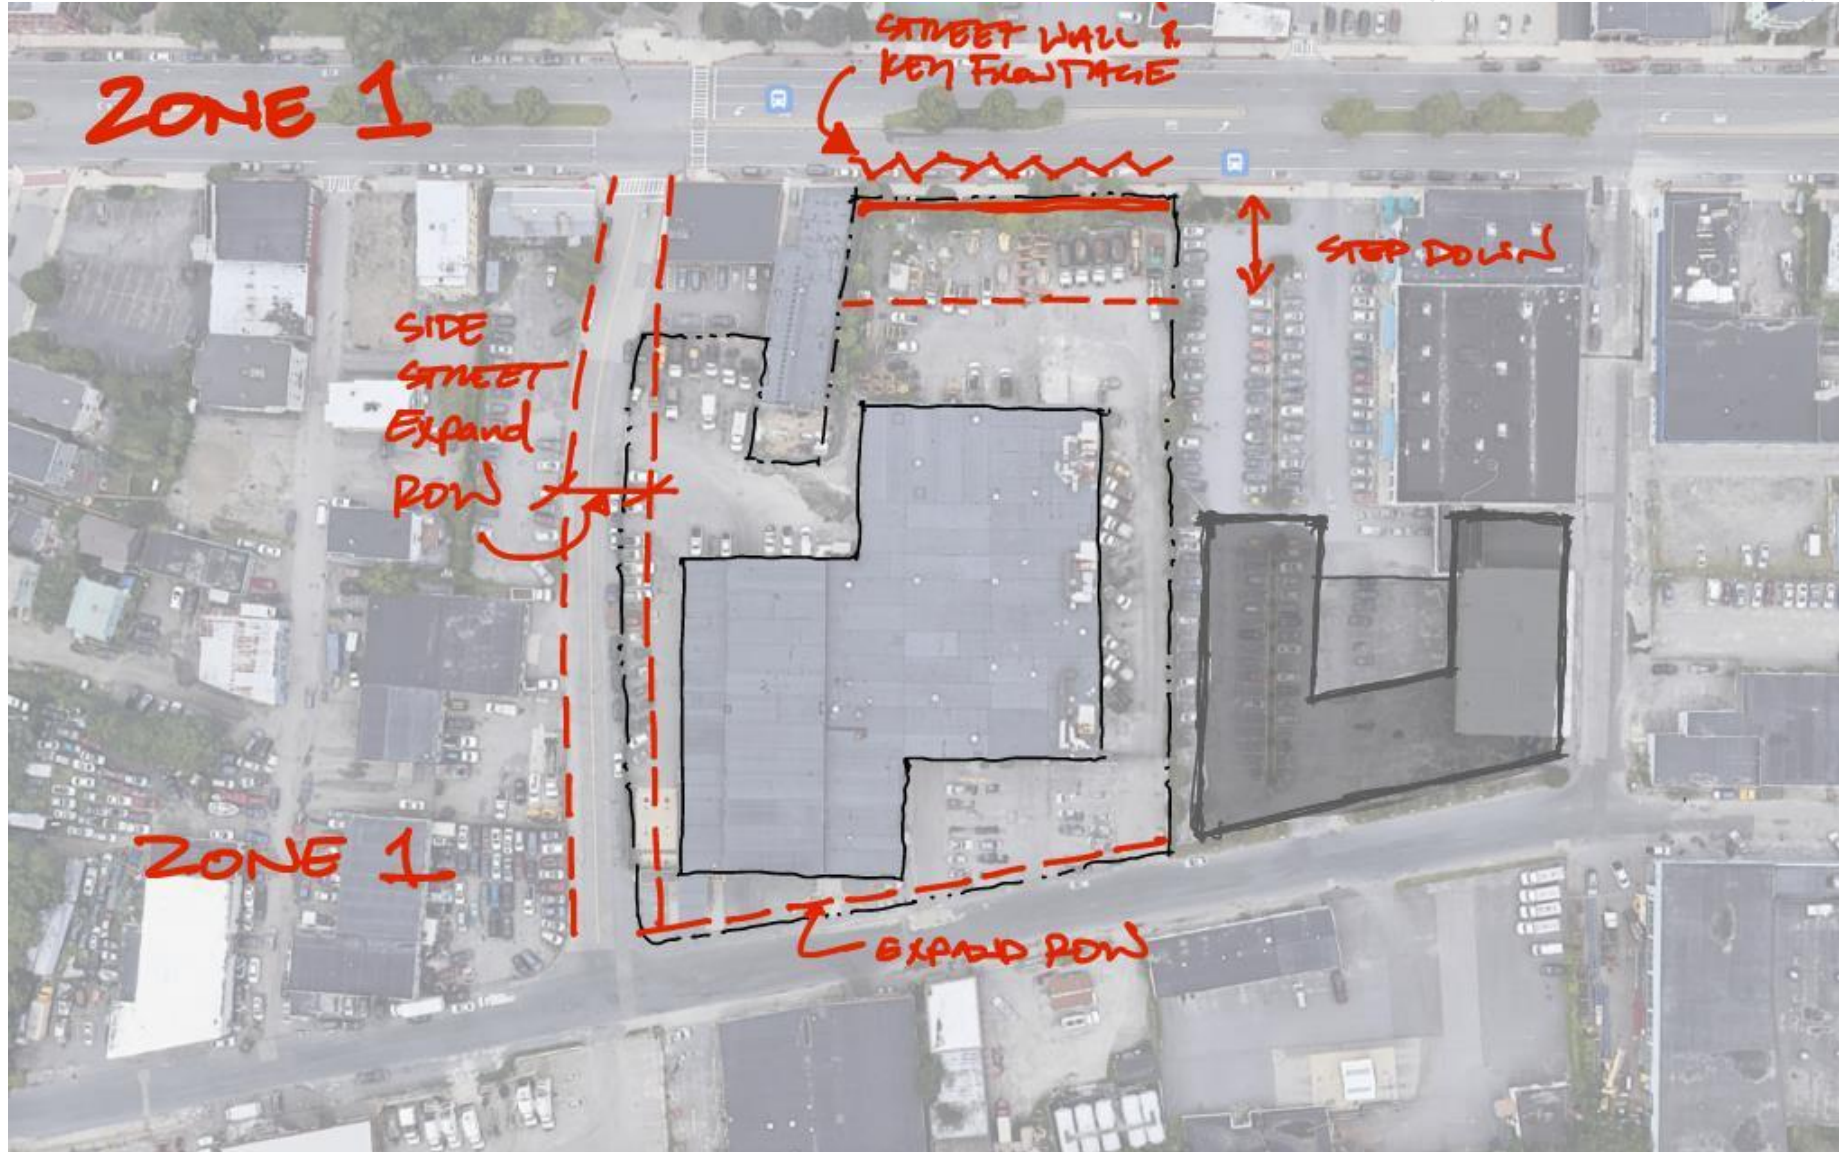 ZONE 1
STREET WALL &
KEY FRONTAGE
STEP DOWN
SIDE
STREET
Expand
ROW
ZONE 1
EXPAND ROW